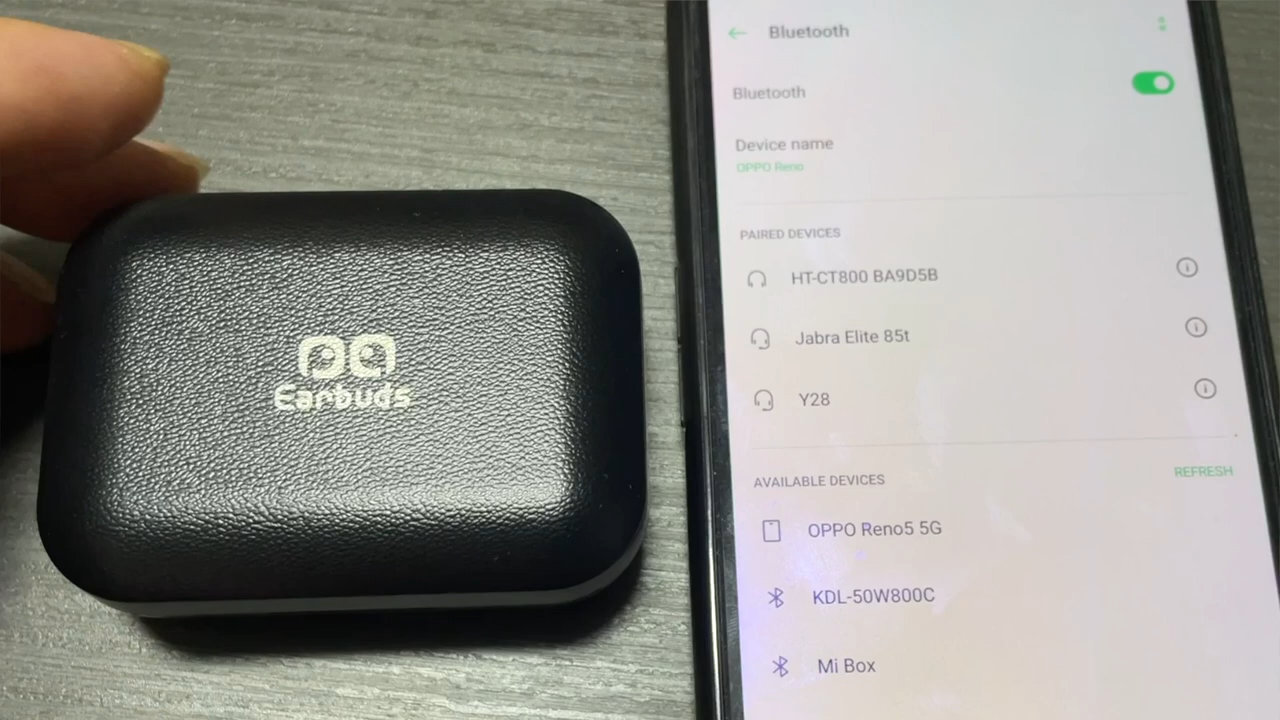 Earbuds
Bluetooth
Bluetooth
Device name
OPPO Reno
PAIRED DEVICES
HT-CT800 BA9D5B
Jabra Elite 85t
Y28
AVAILABLE DEVICES
REFRESH
OPPO Reno5 5G
KDL-50W800C
Mi Box